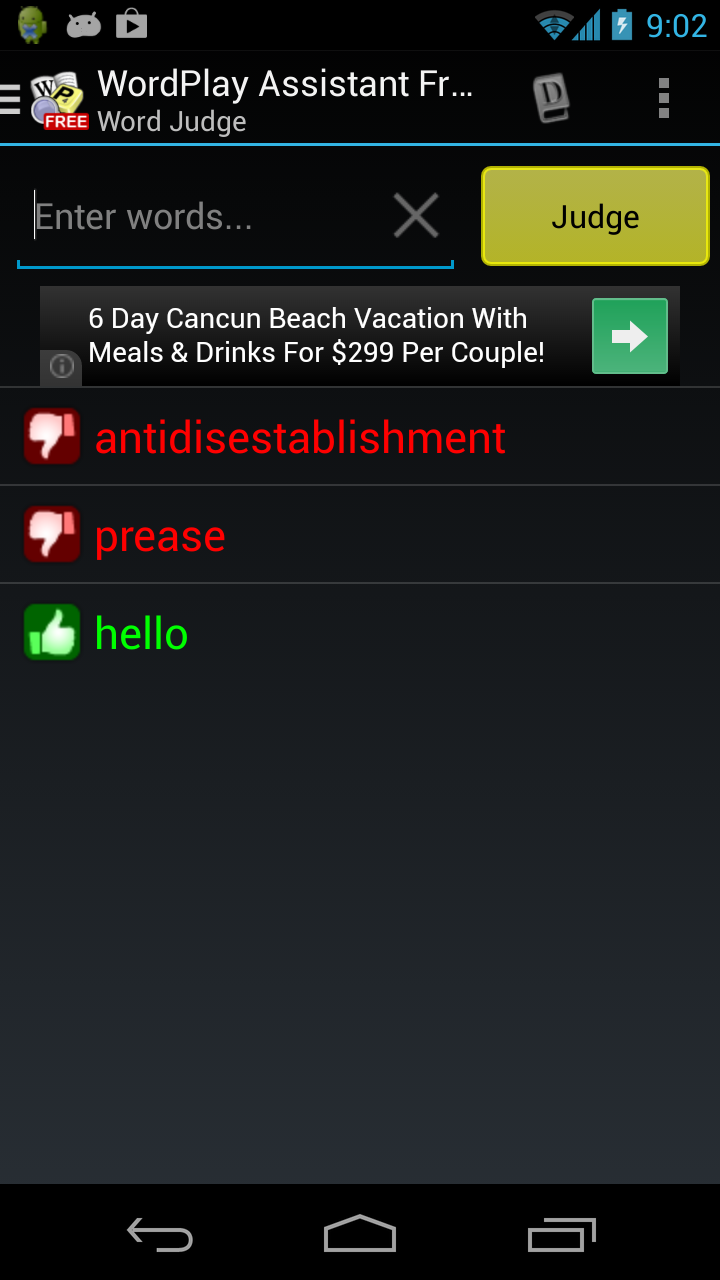 9:02
WordPlay Assistant Fr...
Word Judge
FREE
Enter words...
Judge
6 Day Cancun Beach Vacation With
Meals & Drinks For $299 Per Couple!
antidisestablishment
prease
hello